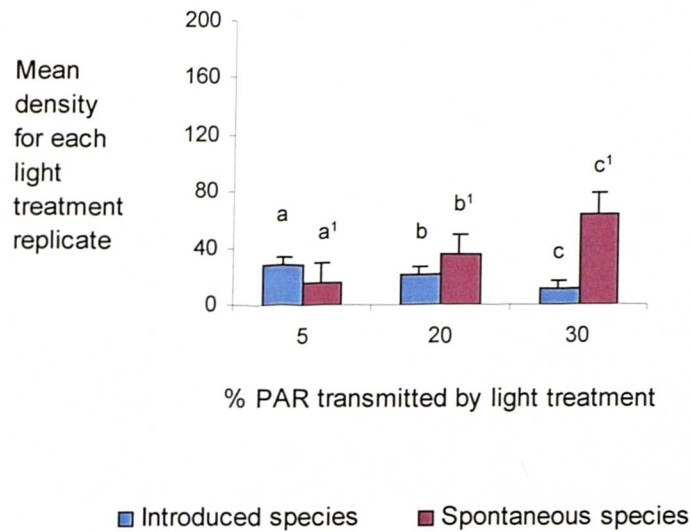 200
160
120
80
40
0
Mean
density
for each
light
treatment
replicate
a
a¹
b
b¹
c
c¹
5 20 30
% PAR transmitted by light treatment
Introduced species Spontaneous species